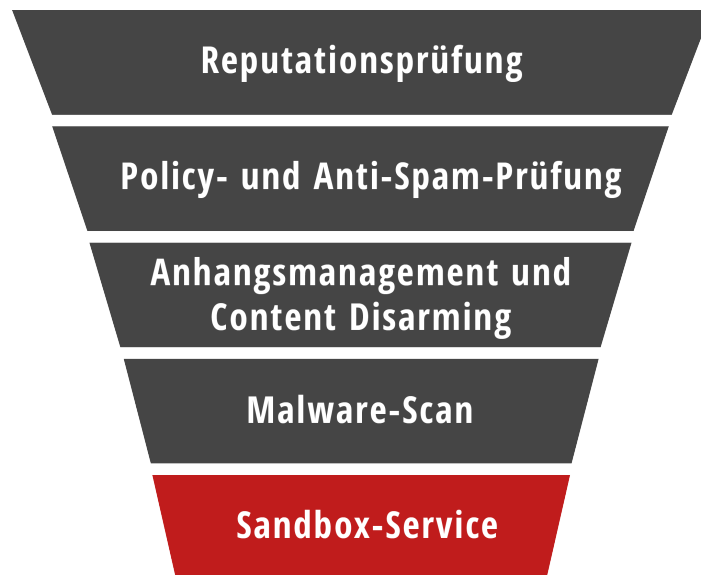 Reputationsprüfung
Policy- und Anti-Spam-Prüfung
Anhangsmanagement und
Content Disarming
Malware-Scan
Sandbox-Service